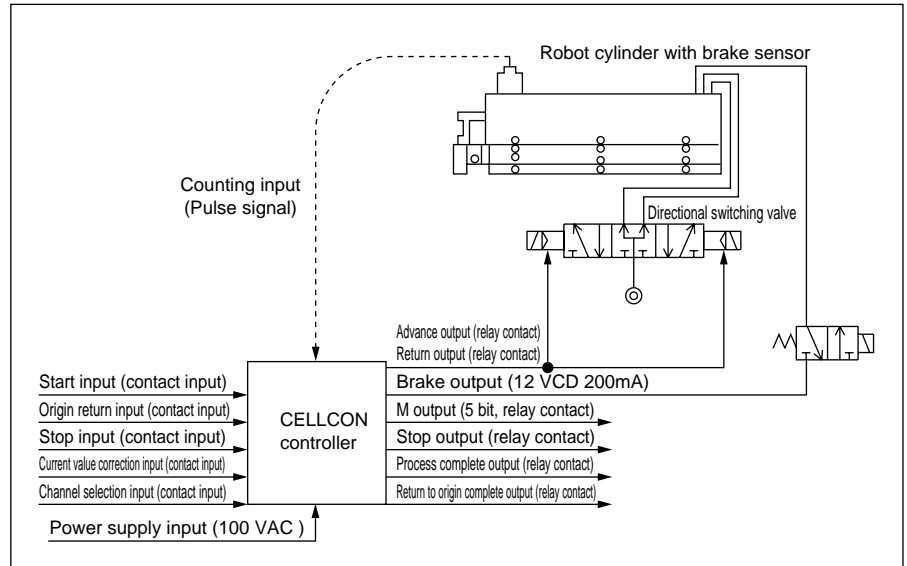 Robot cylinder with brake sensor
Counting input
(Pulse signal)
Directional switching valve
Advance output (relay contact)
Return output (relay contact)
Start input (contact input)
Origin return input (contact input)
Stop input (contact input)
Current value correction input (contact input)
Channel selection input (contact input)
Power supply input (100 VAC )
CELLCON
controller
Brake output (12 VCD 200mA)
M output (5 bit, relay contact)
Stop output (relay contact)
Process complete output (relay contact)
Return to origin complete output (relay contact)